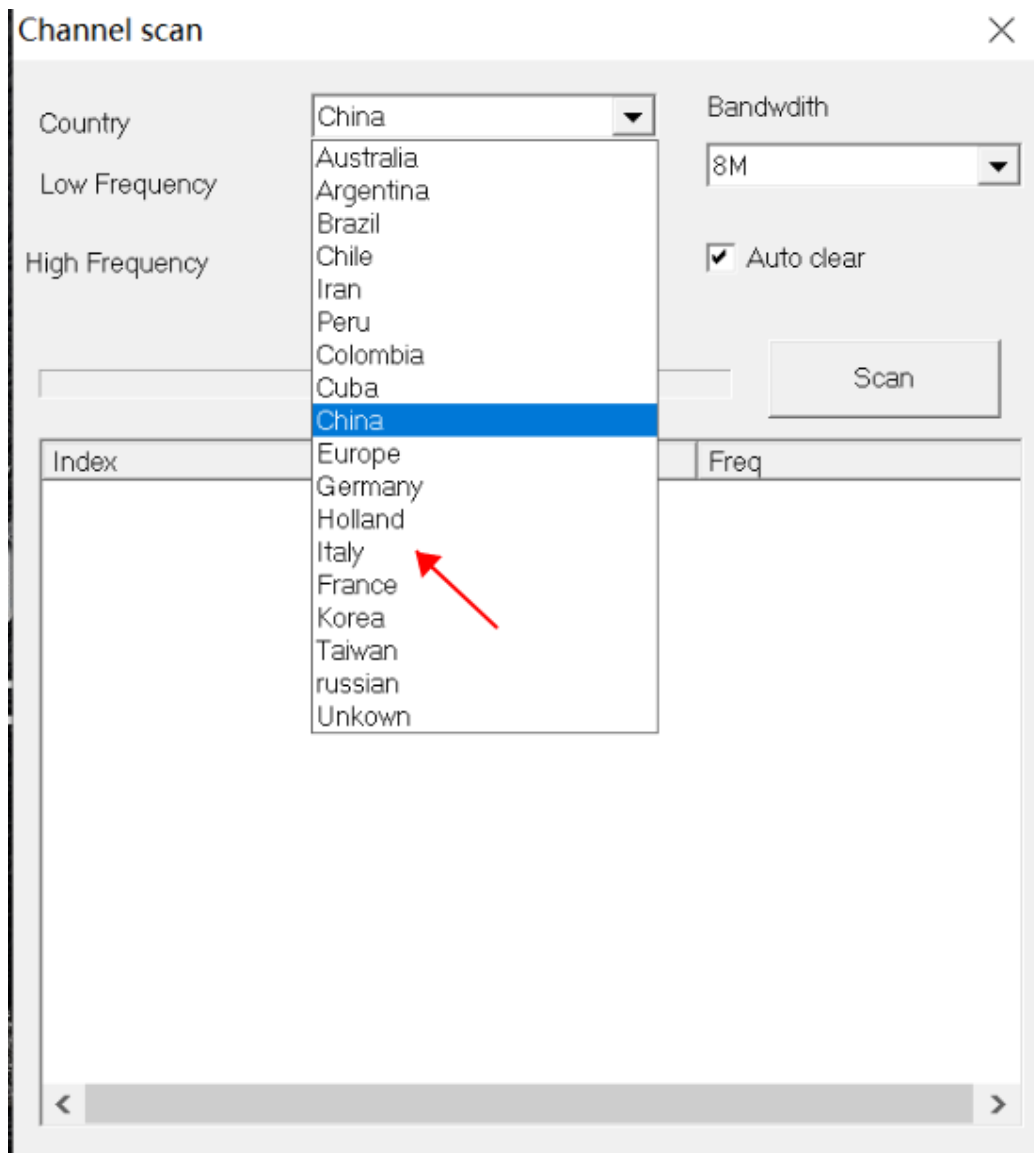 Channel scan
Country
China
Bandwdith
Low Frequency
8M
High Frequency
Auto clear
Scan
Index
Freq
Australia
Argentina
Brazil
Chile
Iran
Peru
Colombia
Cuba
China
Europe
Germany
Holland
Italy
France
Korea
Taiwan
russian
Unkown